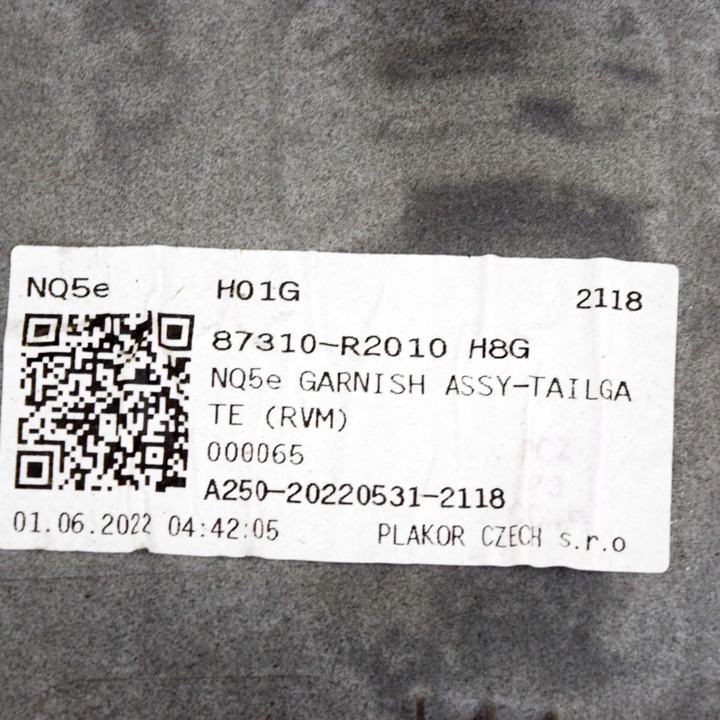 NQ5e H01G 2118
87310-R2010 H8G
NQ5e GARNISH ASSY-TAILGA
TE (RVM)
000065
A250-20220531-2118
01.06.2022 04:42:05 PLAKOR CZECH s.r.o